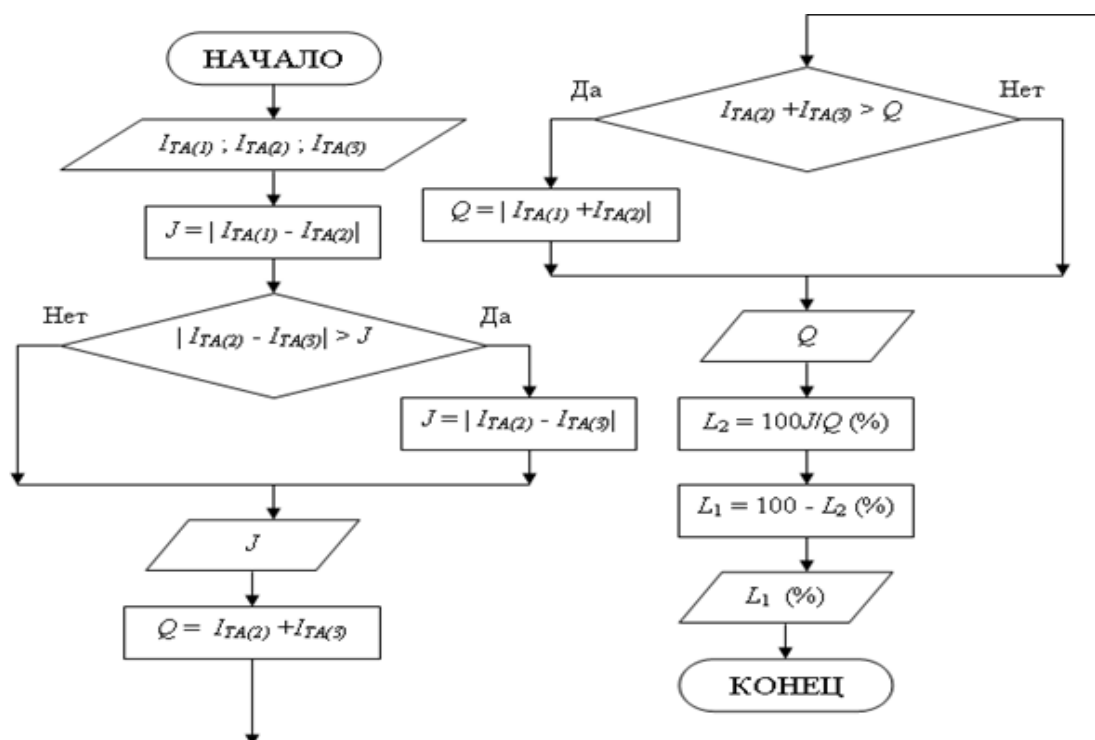 НАЧАЛО
I_TA(1) ; I_TA(2) ; I_TA(3)
J = | I_TA(1) - I_TA(2)|
Нет
Да
| I_TA(2) - I_TA(3)| > J
J = | I_TA(2) - I_TA(3)|
J
Q = I_TA(2) +I_TA(3)
Да
Нет
I_TA(2) +I_TA(3) > Q
Q = | I_TA(1) +I_TA(2)|
Q
L₂ = 100J/Q (%)
L₁ = 100 - L₂ (%)
L₁ (%)
КОНЕЦ